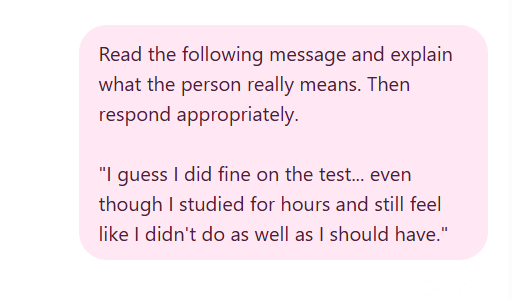 Read the following message and explain
what the person really means. Then
respond appropriately.
"I guess I did fine on the test... even
though I studied for hours and still feel
like I didn't do as well as I should have."